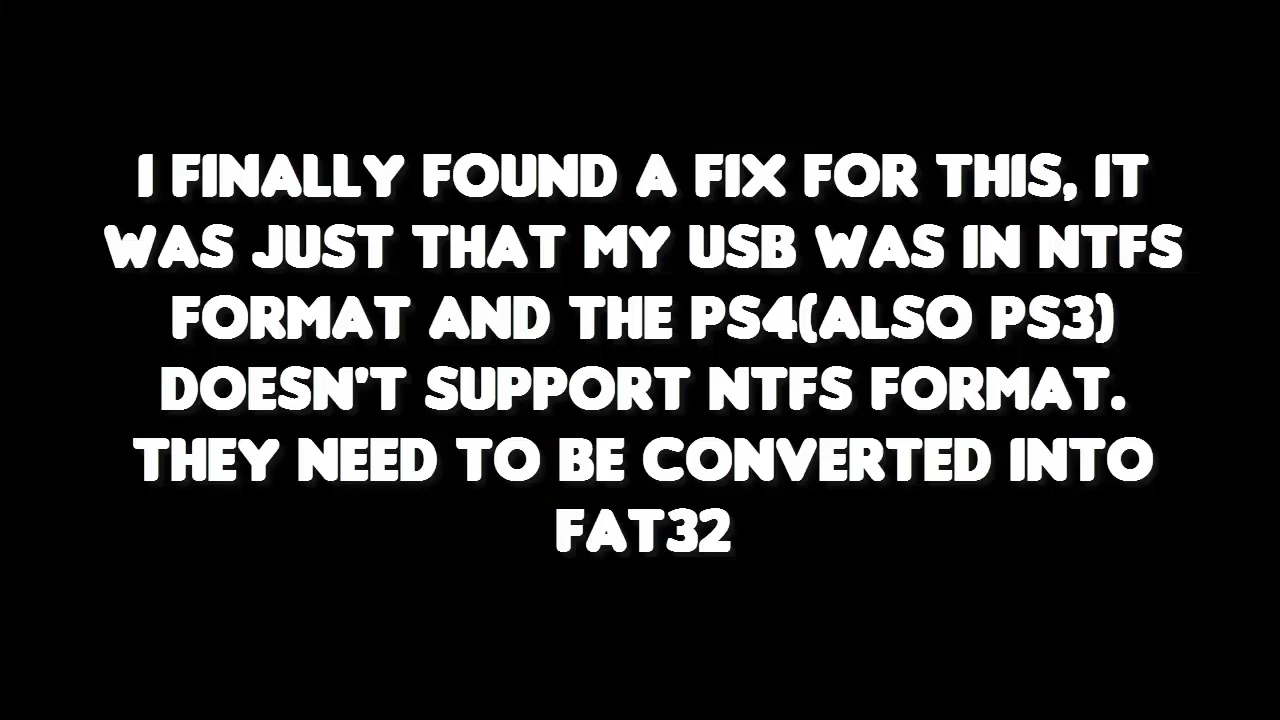 I FINALLY FOUND A FIX FOR THIS, IT
WAS JUST THAT MY USB WAS IN NTFS
FORMAT AND THE PS4(ALSO PS3)
DOESN'T SUPPORT NTFS FORMAT.
THEY NEED TO BE CONVERTED INTO
FAT32